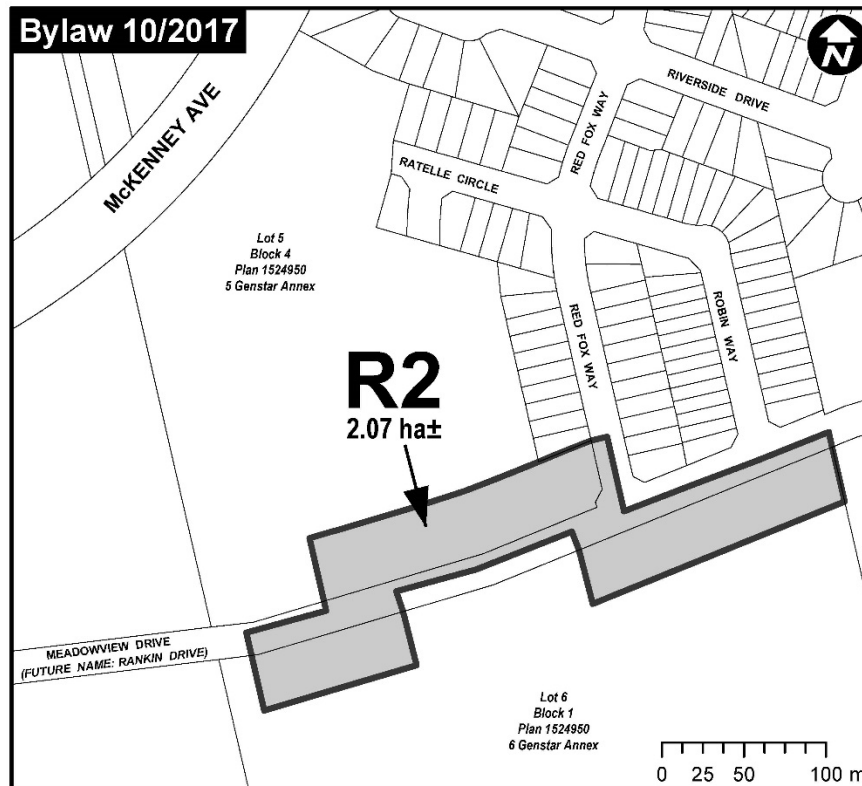 Bylaw 10/2017
N
McKENNEY AVE
RIVERSIDE DRIVE
RED FOX WAY
RATELLE CIRCLE
Lot 5
Block 4
Plan 1524950
5 Genstar Annex
RED FOX WAY
ROBIN WAY
R2
2.07 ha±
MEADOWVIEW DRIVE
(FUTURE NAME: RANKIN DRIVE)
Lot 6
Block 1
Plan 1524950
6 Genstar Annex
0 25 50 100 m